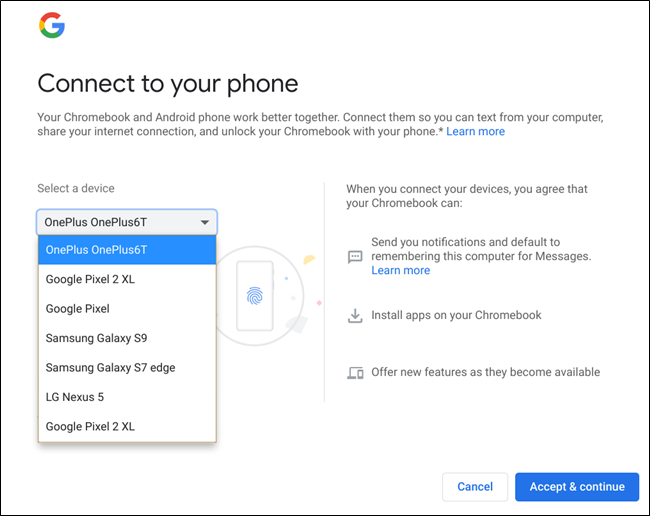 Connect to your phone
Your Chromebook and Android phone work better together. Connect them so you can text from your computer,
share your internet connection, and unlock your Chromebook with your phone.* Learn more
Select a device
OnePlus OnePlus6T
OnePlus OnePlus6T
Google Pixel 2 XL
Google Pixel
Samsung Galaxy S9
Samsung Galaxy S7 edge
LG Nexus 5
Google Pixel 2 XL
When you connect your devices, you agree that
your Chromebook can:
Send you notifications and default to
remembering this computer for Messages.
Learn more
Install apps on your Chromebook
Offer new features as they become available
Cancel
Accept & continue